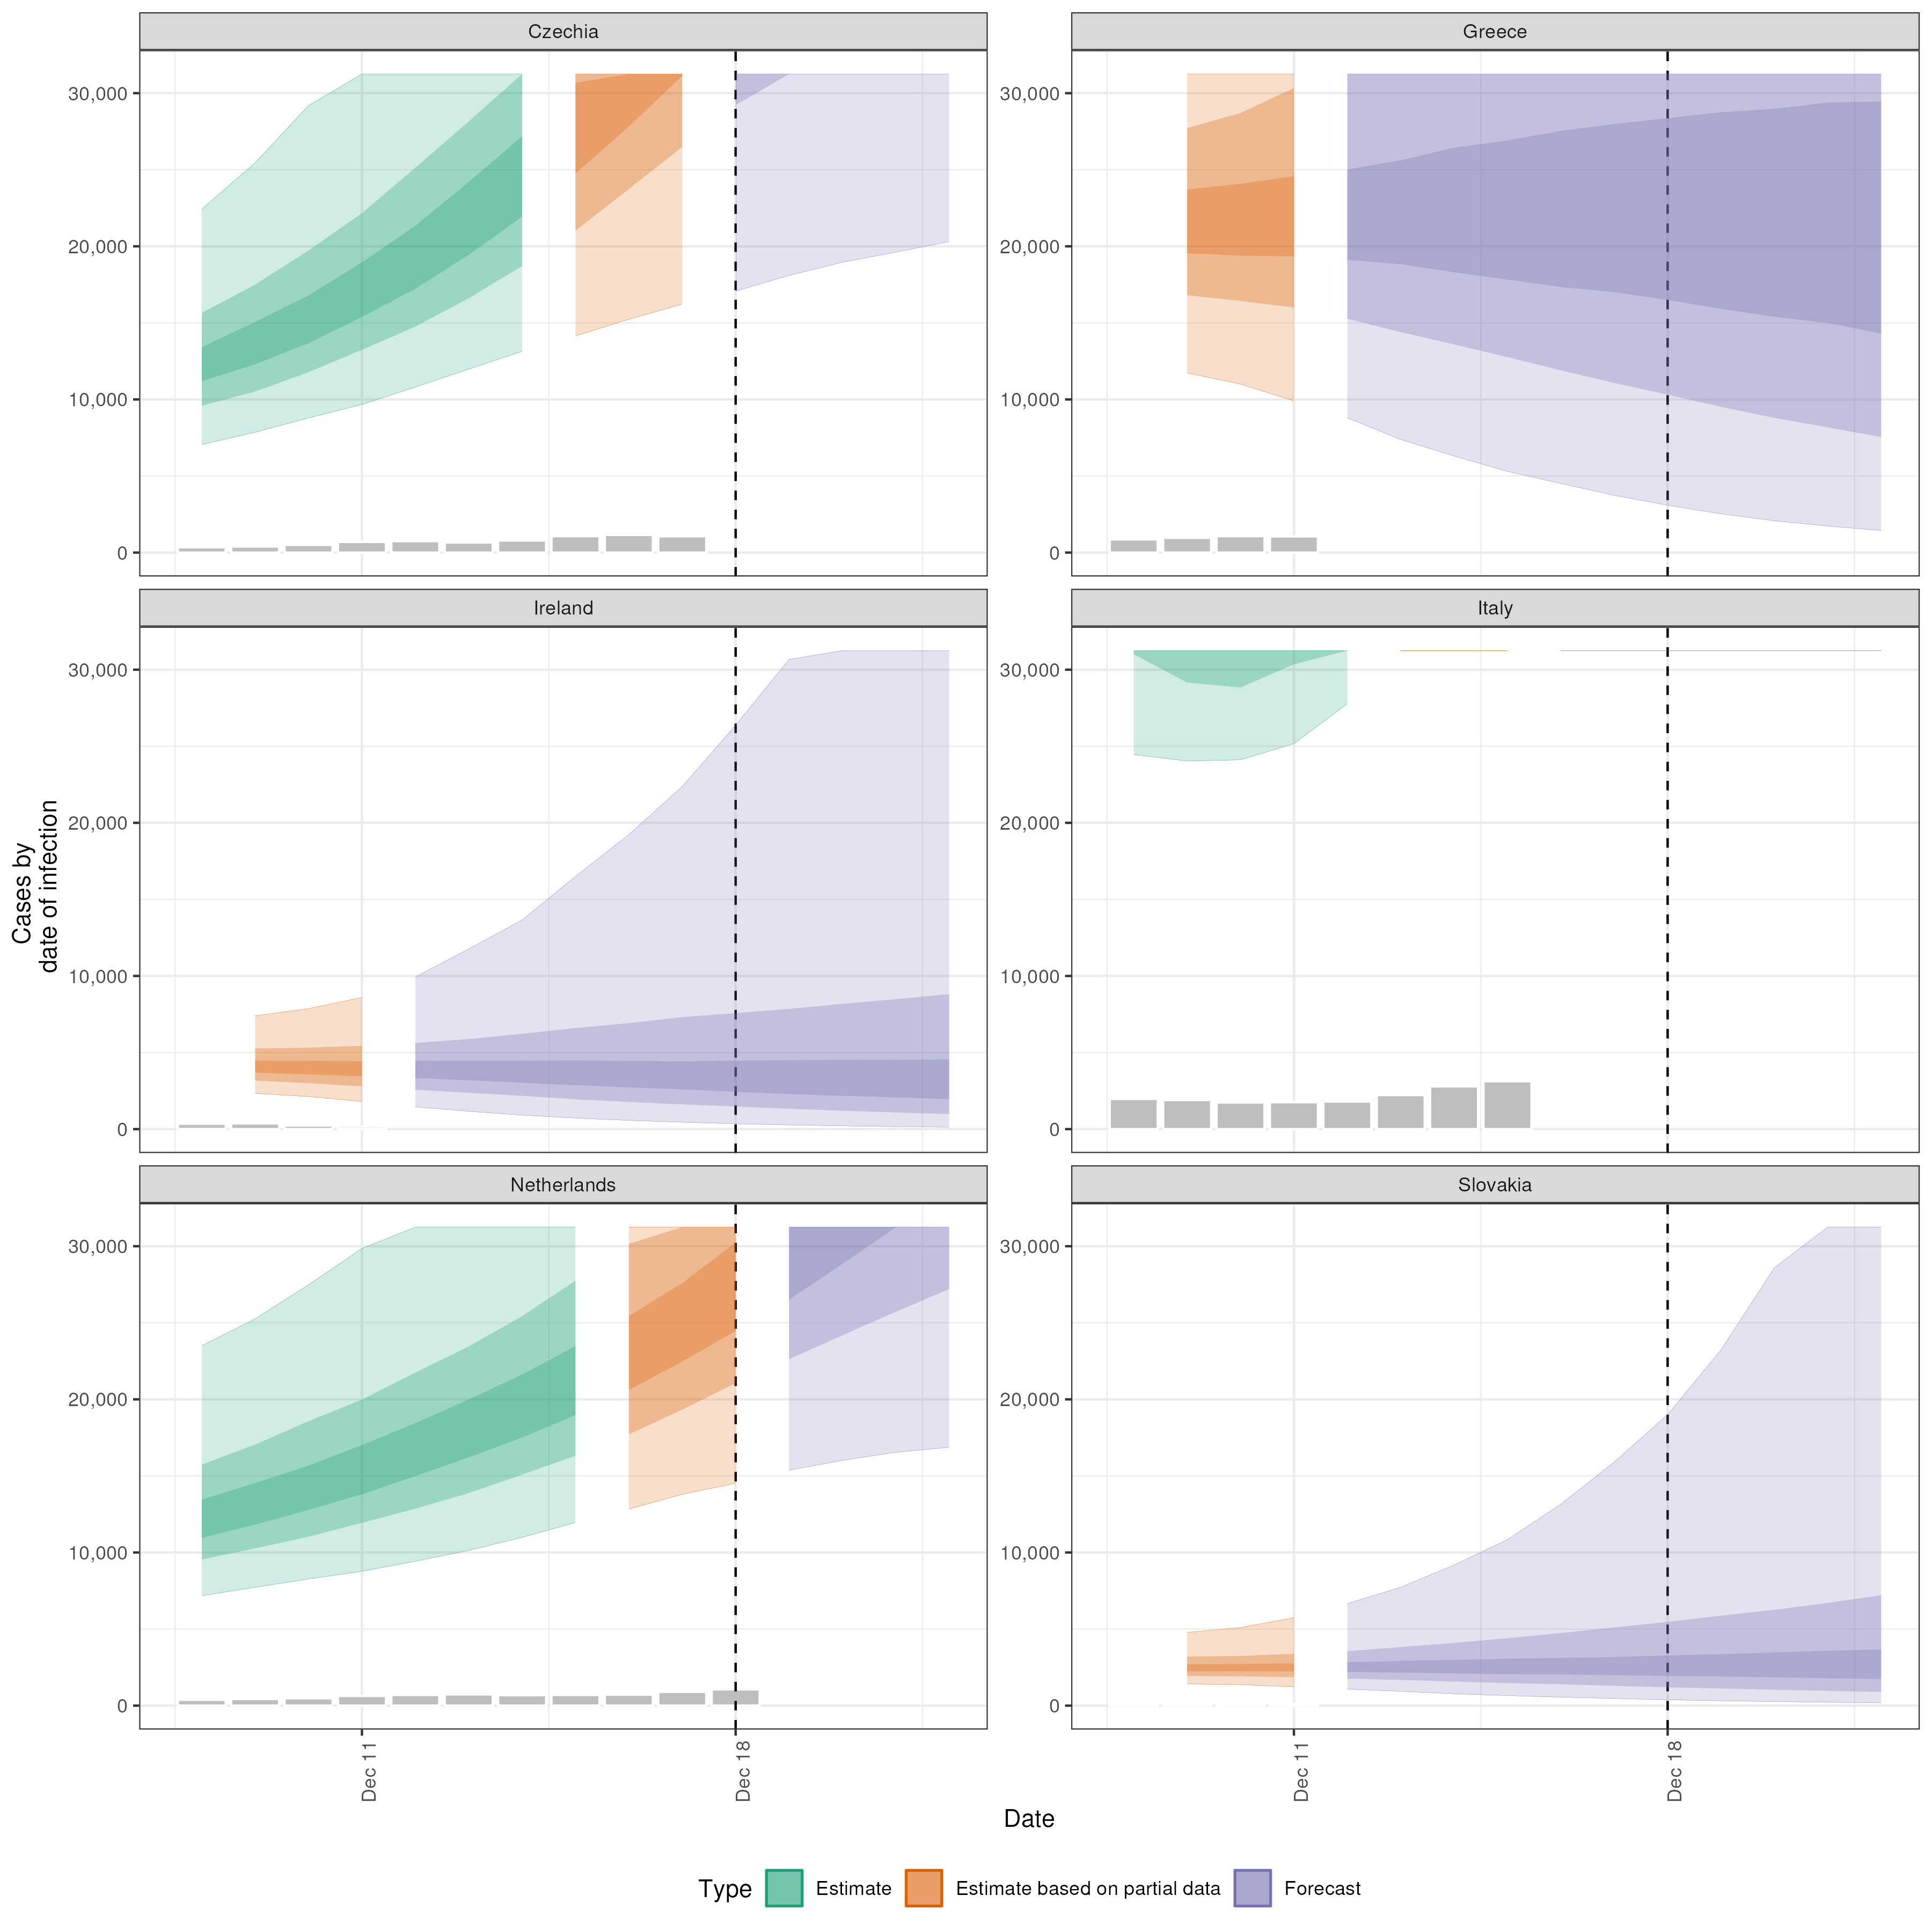 Czechia
Greece
30,000
20,000
10,000
0
30,000
20,000
10,000
0
Ireland
Italy
30,000
20,000
10,000
0
30,000
20,000
10,000
0
Netherlands
Slovakia
30,000
20,000
10,000
0
30,000
20,000
10,000
0
Cases by
date of infection
Dec 11
Dec 18
Dec 11
Dec 18
Date
Type
Estimate
Estimate based on partial data
Forecast